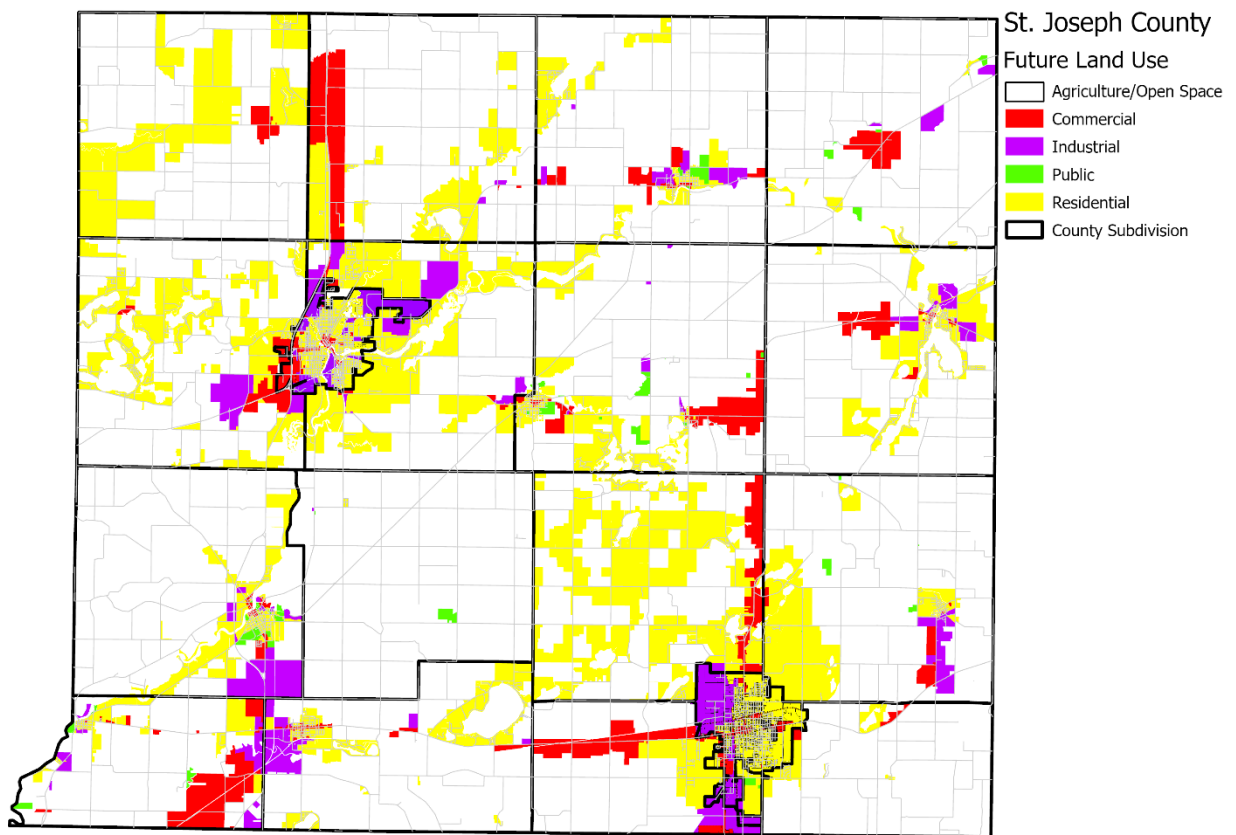 St. Joseph County
Future Land Use
Agriculture/Open Space
Commercial
Industrial
Public
Residential
County Subdivision